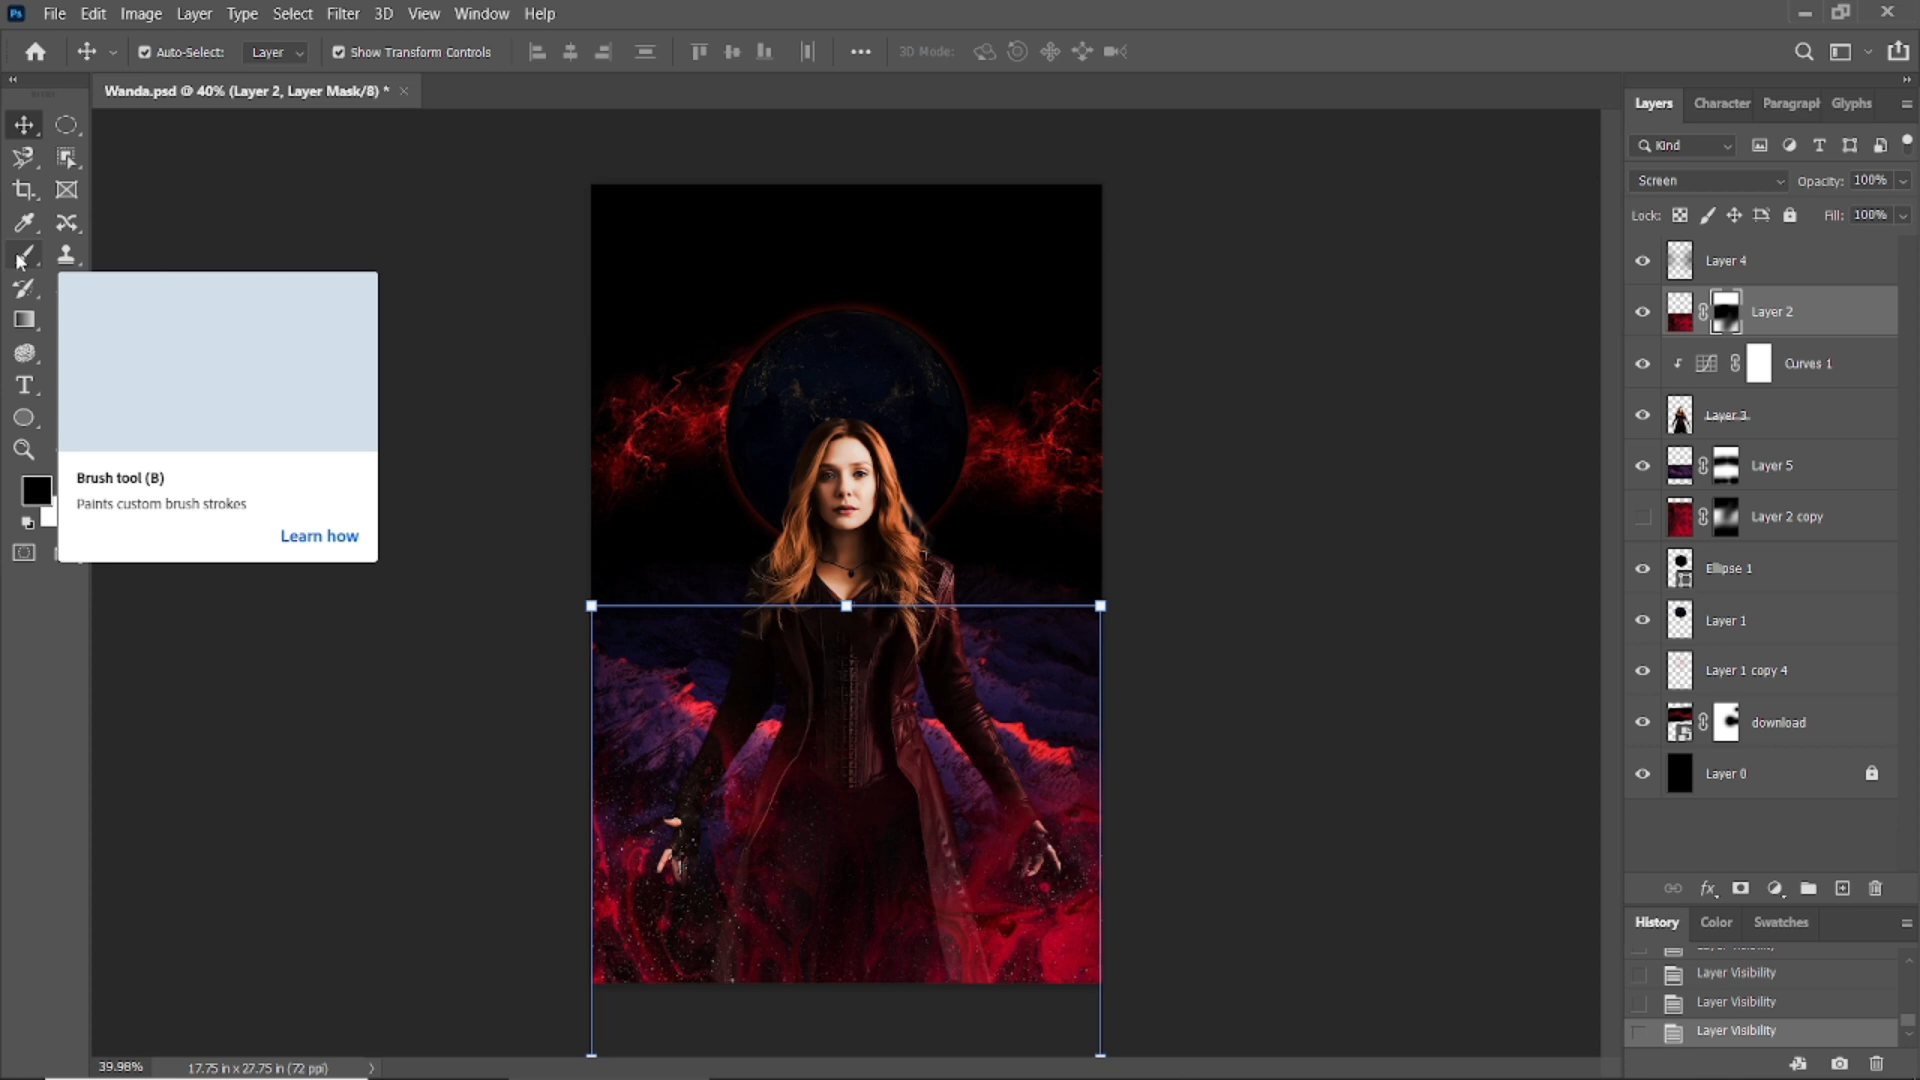 Ps File Edit Image Layer Type Select Filter 3D View Window Help
Auto-Select: Layer Show Transform Controls 3D Mode:
Wanda.psd @ 40% (Layer 2, Layer Mask/8) *
Layers Character Paragraph Glyphs
Kind
Screen Opacity: 100%
Lock: Fill: 100%
Layer 4
Layer 2
Curves 1
Layer 3
Layer 5
Layer 2 copy
Ellipse 1
Layer 1
Layer 1 copy 4
download
Layer 0
Brush tool (B)
Paints custom brush strokes
Learn how
History Color Swatches
Layer Visibility
Layer Visibility
Layer Visibility
Layer Visibility
39.98% 17.75 in x 27.75 in (72 ppi)